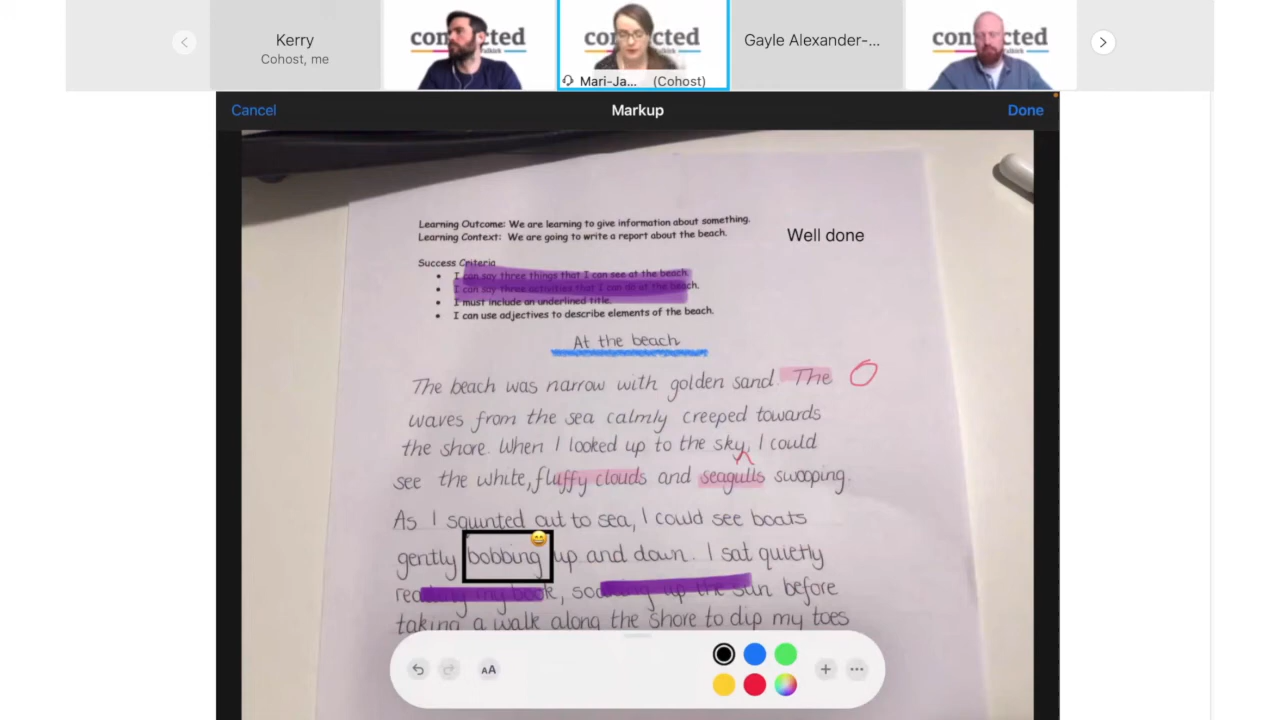 Kerry
Cohost, me
connected
Mari-Ja... (Cohost)
connected
Falkirk
Gayle Alexander-...
connected
Falkirk
Cancel
Markup
Done
Learning Outcome: We are learning to give information about something.
Learning Context: We are going to write a report about the beach.
Well done
Success Criteria
• I can say three things that I can see at the beach.
• I can say three activities that I can do at the beach.
• I must include an underlined title.
• I can use adjectives to describe elements of the beach.
At the beach
The beach was narrow with golden sand. The
waves from the sea calmly creeped towards
the shore. When I looked up to the sky, I could
see the white, fluffy clouds and seagulls swooping.
As I squinted out to sea, I could see boats
gently bobbing up and down. I sat quietly
reading my book, soaking up the sun before
taking a walk along the shore to dip my toes
AA